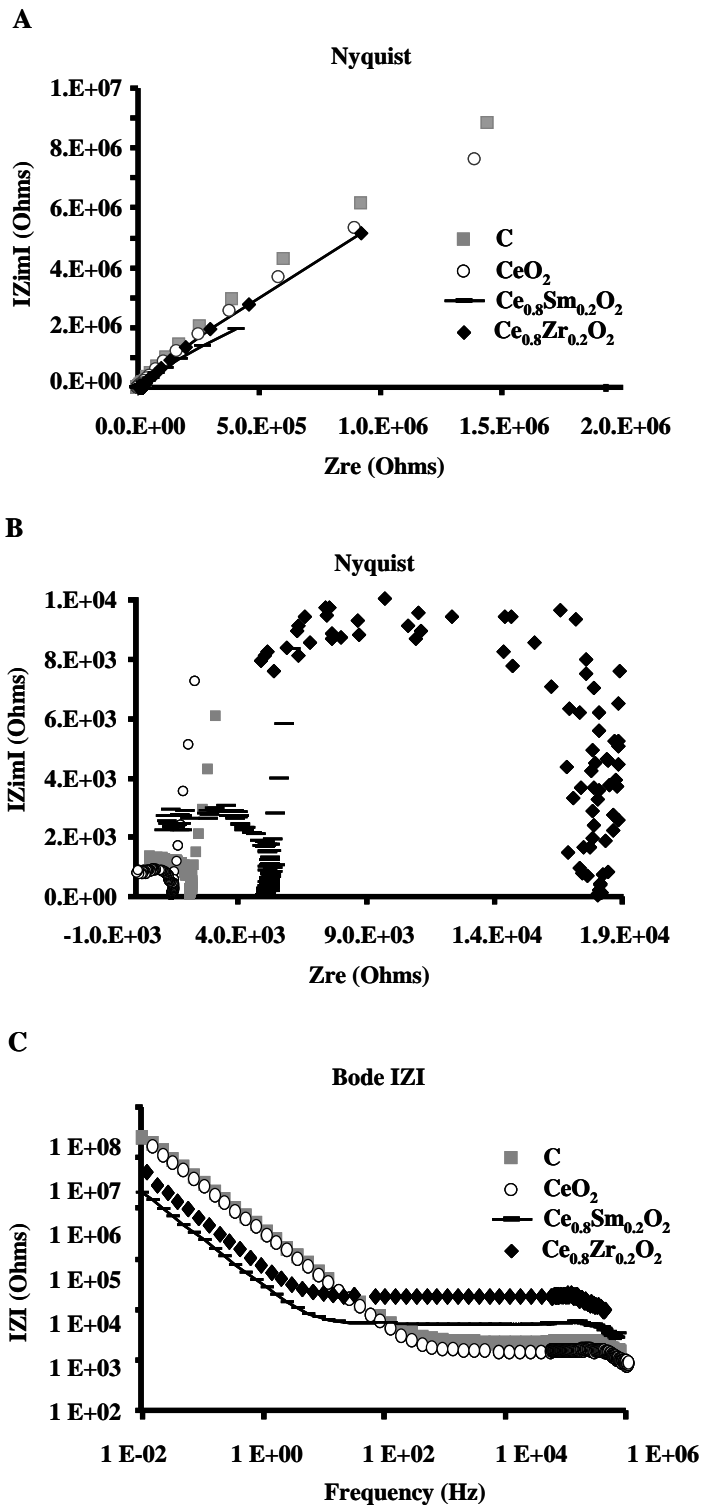 A
Nyquist
IZimI (Ohms)
1.E+07
8.E+06
6.E+06
4.E+06
2.E+06
0.E+00
C
CeO2
Ce0.8Sm0.2O2
Ce0.8Zr0.2O2
0.0.E+00 5.0.E+05 1.0.E+06 1.5.E+06 2.0.E+06
Zre (Ohms)
B
Nyquist
IZimI (Ohms)
1.E+04
8.E+03
6.E+03
4.E+03
2.E+03
0.E+00
-1.0.E+03 4.0.E+03 9.0.E+03 1.4.E+04 1.9.E+04
Zre (Ohms)
C
Bode IZI
IZI (Ohms)
1 E+08
1 E+07
1 E+06
1 E+05
1 E+04
1 E+03
1 E+02
C
CeO2
Ce0.8Sm0.2O2
Ce0.8Zr0.2O2
1 E-02 1 E+00 1 E+02 1 E+04 1 E+06
Frequency (Hz)